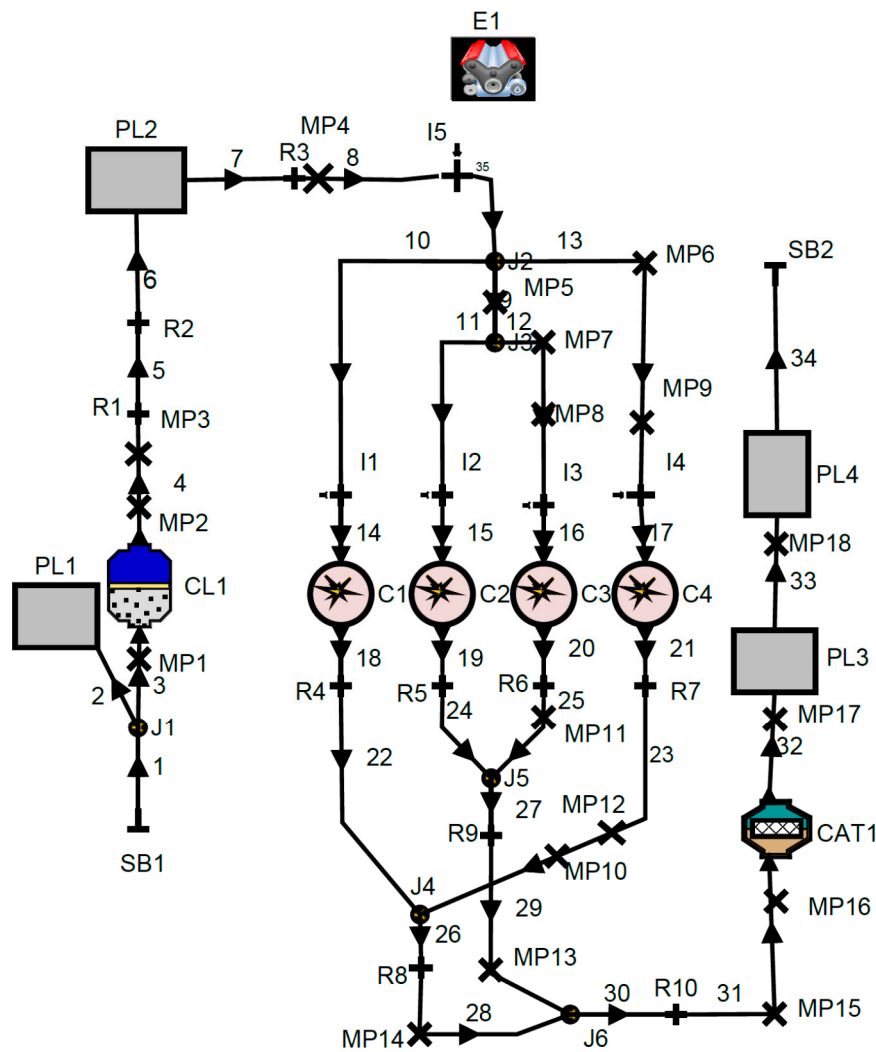 E1
PL2
7
R3
MP4
8
I5
35
10
13
J2
MP6
SB2
6
MP5
9
11
12
J3
MP7
R2
34
5
R1
MP3
MP9
MP8
4
I1
I2
I3
I4
MP2
PL4
14
15
16
17
MP18
PL1
CL1
C1
C2
C3
C4
33
MP1
18
19
20
21
PL3
2
3
R4
R5
R6
R7
24
25
MP17
J1
MP11
22
23
32
1
J5
27
MP12
R9
CAT1
SB1
MP10
J4
29
26
MP16
R8
MP13
28
30
R10
31
MP15
MP14
J6